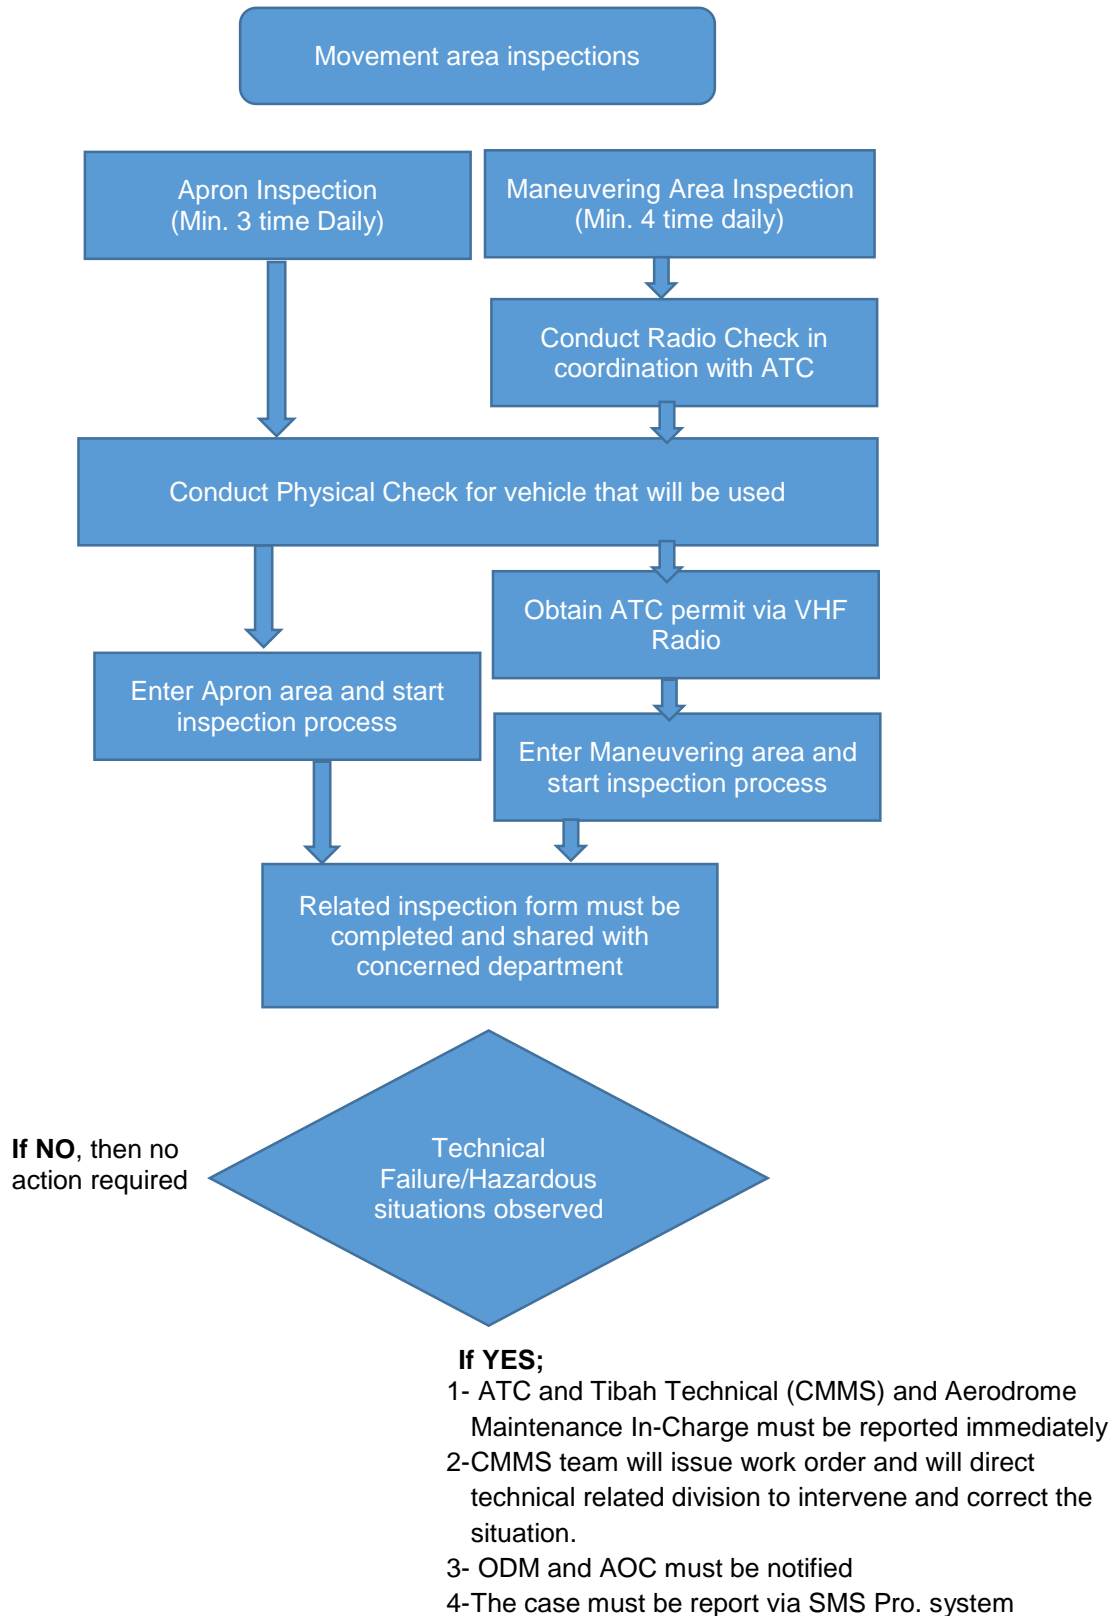 Movement area inspections
Apron Inspection
(Min. 3 time Daily)
Maneuvering Area Inspection
(Min. 4 time daily)
Conduct Radio Check in
coordination with ATC
Conduct Physical Check for vehicle that will be used
Obtain ATC permit via VHF
Radio
Enter Apron area and start
inspection process
Enter Maneuvering area and
start inspection process
Related inspection form must be
completed and shared with
concerned department
If NO, then no
action required
Technical
Failure/Hazardous
situations observed
If YES;
1- ATC and Tibah Technical (CMMS) and Aerodrome
Maintenance In-Charge must be reported immediately
2-CMMS team will issue work order and will direct
technical related division to intervene and correct the
situation.
3- ODM and AOC must be notified
4-The case must be report via SMS Pro. system